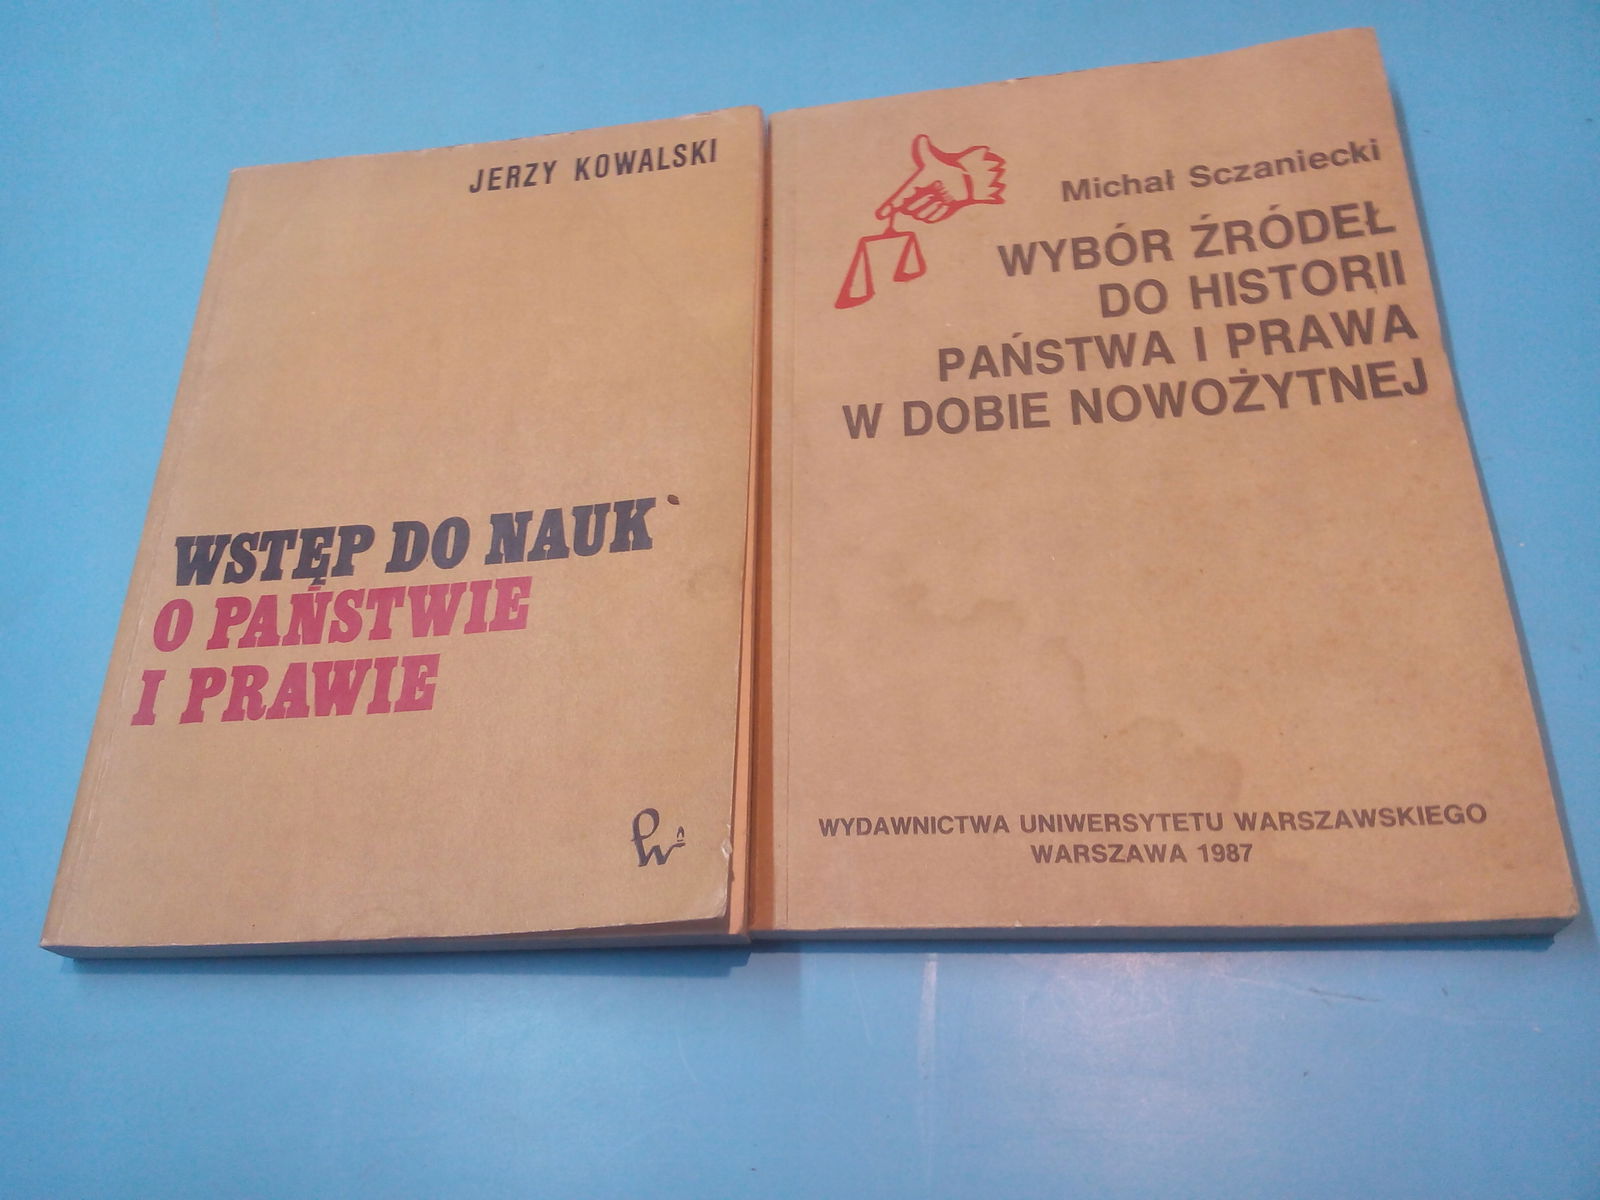 JERZY KOWALSKI
WSTĘP DO NAUK
O PAŃSTWIE
I PRAWIE
Michał Sczaniecki
WYBÓR ŹRÓDEŁ
DO HISTORII
PAŃSTWA I PRAWA
W DOBIE NOWOŻYTNEJ
WYDAWNICTWA UNIWERSYTETU WARSZAWSKIEGO
WARSZAWA 1987